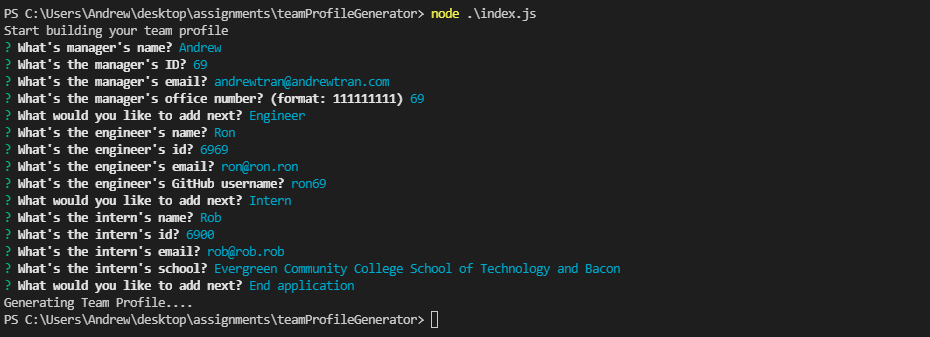 PS C:\Users\Andrew\desktop\assignments\teamProfileGenerator> node .\index.js
Start building your team profile
? What's manager's name? Andrew
? What's the manager's ID? 69
? What's the manager's email? andrewtran@andrewtran.com
? What's the manager's office number? (format: 111111111) 69
? What would you like to add next? Engineer
? What's the engineer's name? Ron
? What's the engineer's id? 6969
? What's the engineer's email? ron@ron.ron
? What's the engineer's GitHub username? ron69
? What would you like to add next? Intern
? What's the intern's name? Rob
? What's the intern's id? 6900
? What's the intern's email? rob@rob.rob
? What's the intern's school? Evergreen Community College School of Technology and Bacon
? What would you like to add next? End application
Generating Team Profile....
PS C:\Users\Andrew\desktop\assignments\teamProfileGenerator>